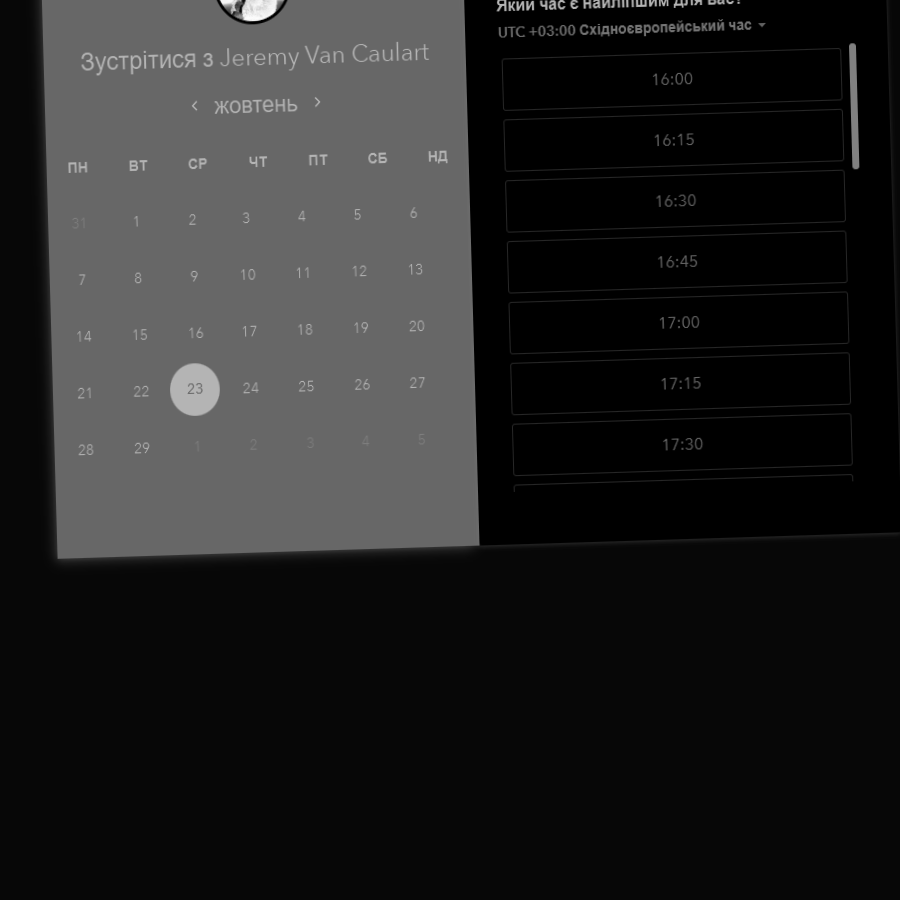 Зустрітися з Jeremy Van Caulart
жовтень
ПН ВТ СР ЧТ ПТ СБ НД
31 1 2 3 4 5 6
7 8 9 10 11 12 13
14 15 16 17 18 19 20
21 22 23 24 25 26 27
28 29 1 2 3 4 5
Який час є найліпшим для вас?
UTC +03:00 Східноєвропейський час
16:00
16:15
16:30
16:45
17:00
17:15
17:30